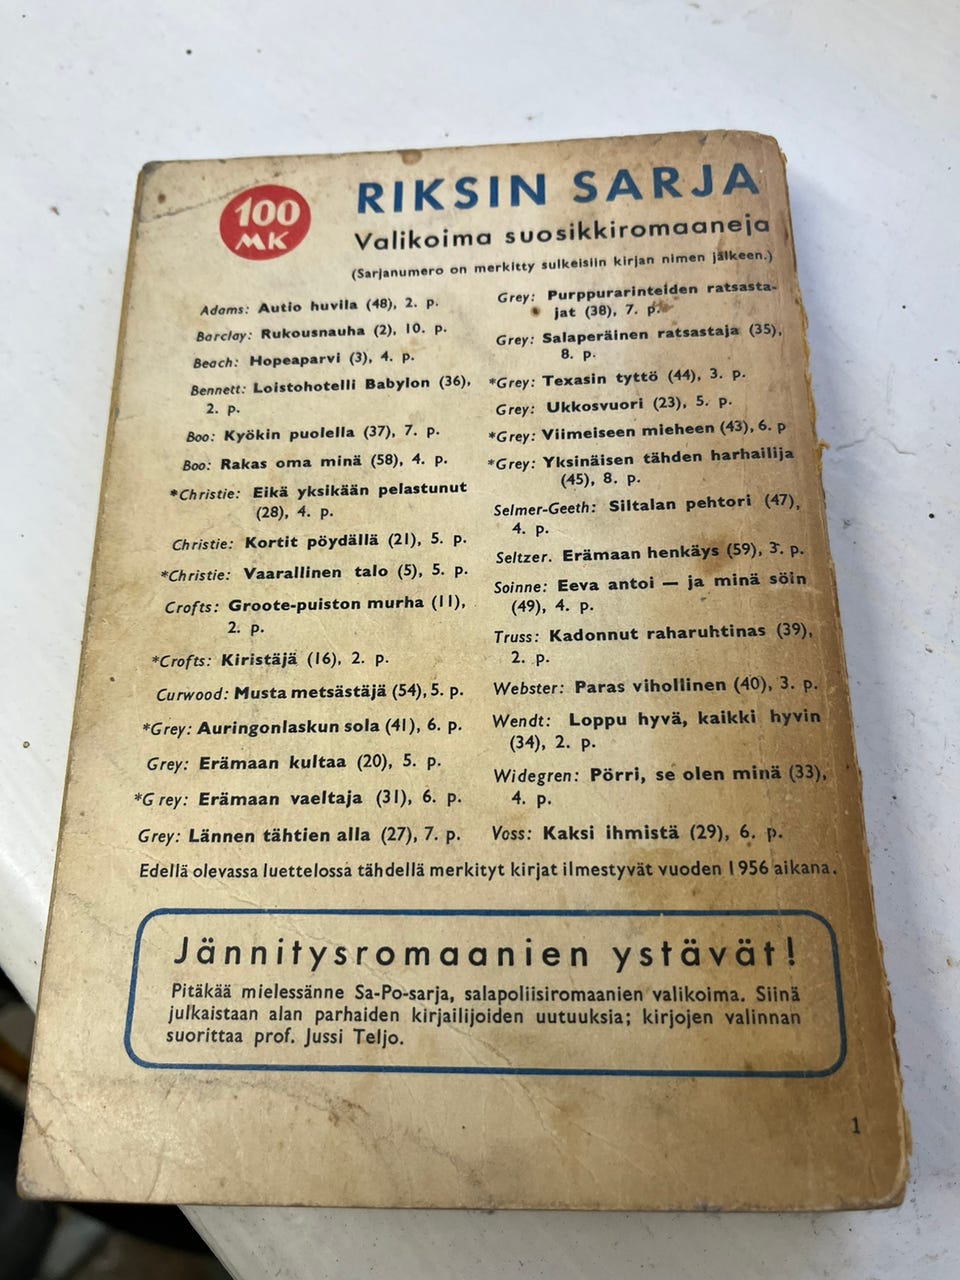 100
MK
RIKSIN SARJA
Valikoima suosikkiromaaneja
(Sarjanumero on merkitty sulkeisiin kirjan nimen jälkeen.)
Adams: Autio huvila (48), 2. p.
Barclay: Rukousnauha (2), 10. p.
Beach: Hopeaparvi (3), 4. p.
Bennett: Loistohotelli Babylon (36),
2. p.
Boo: Kyökin puolella (37), 7. p.
Boo: Rakas oma minä (58), 4. p.
*Christie: Eikä yksikään pelastunut
(28), 4. p.
Christie: Kortit pöydällä (21), 5. p.
*Christie: Vaarallinen talo (5), 5. p.
Crofts: Groote-puiston murha (11),
2. p.
*Crofts: Kiristäjä (16), 2. p.
Curwood: Musta metsästäjä (54), 5. p.
*Grey: Auringonlaskun sola (41), 6. p.
Grey: Erämaan kultaa (20), 5. p.
*Grey: Erämaan vaeltaja (31), 6. p.
Grey: Lännen tähtien alla (27), 7. p.
Grey: Purppurarinteiden ratsasta-
jat (38), 7. p.
Grey: Salaperäinen ratsastaja (35),
8. p.
*Grey: Texasin tyttö (44), 3. p.
Grey: Ukkosvuori (23), 5. p.
*Grey: Viimeiseen mieheen (43), 6. p
*Grey: Yksinäisen tähden harhailija
(45), 8. p.
Selmer-Geeth: Siltalan pehtori (47),
4. p.
Seltzer. Erämaan henkäys (59), 3. p.
Soinne: Eeva antoi — ja minä söin
(49), 4. p.
Truss: Kadonnut raharuhtinas (39),
2. p.
Webster: Paras vihollinen (40), 3. p.
Wendt: Loppu hyvä, kaikki hyvin
(34), 2. p.
Widegren: Pörri, se olen minä (33),
4. p.
Voss: Kaksi ihmistä (29), 6. p.
Edellä olevassa luettelossa tähdellä merkityt kirjat ilmestyvät vuoden 1956 aikana.
Jännitysromaanien ystävät!
Pitäkää mielessänne Sa-Po-sarja, salapoliisiromaanien valikoima. Siinä
julkaistaan alan parhaiden kirjailijoiden uutuuksia; kirjojen valinnan
suorittaa prof. Jussi Teljo.
1